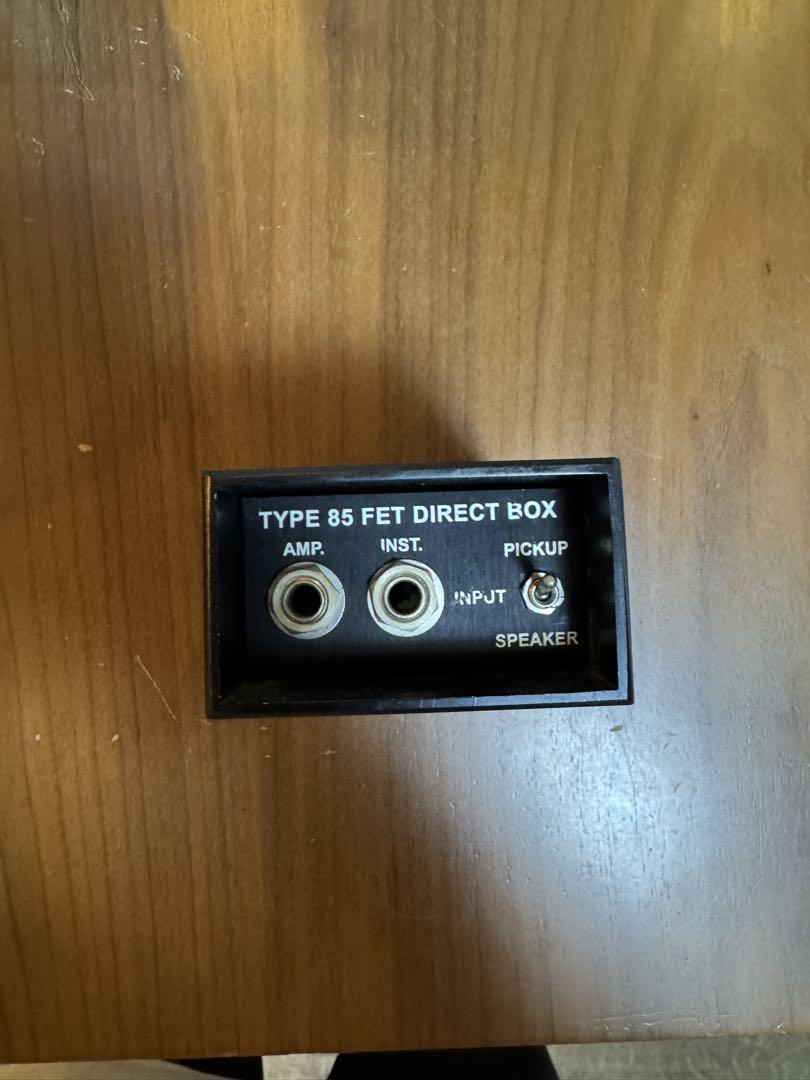 TYPE 85 FET DIRECT BOX
AMP. INST. PICKUP
INPUT
SPEAKER